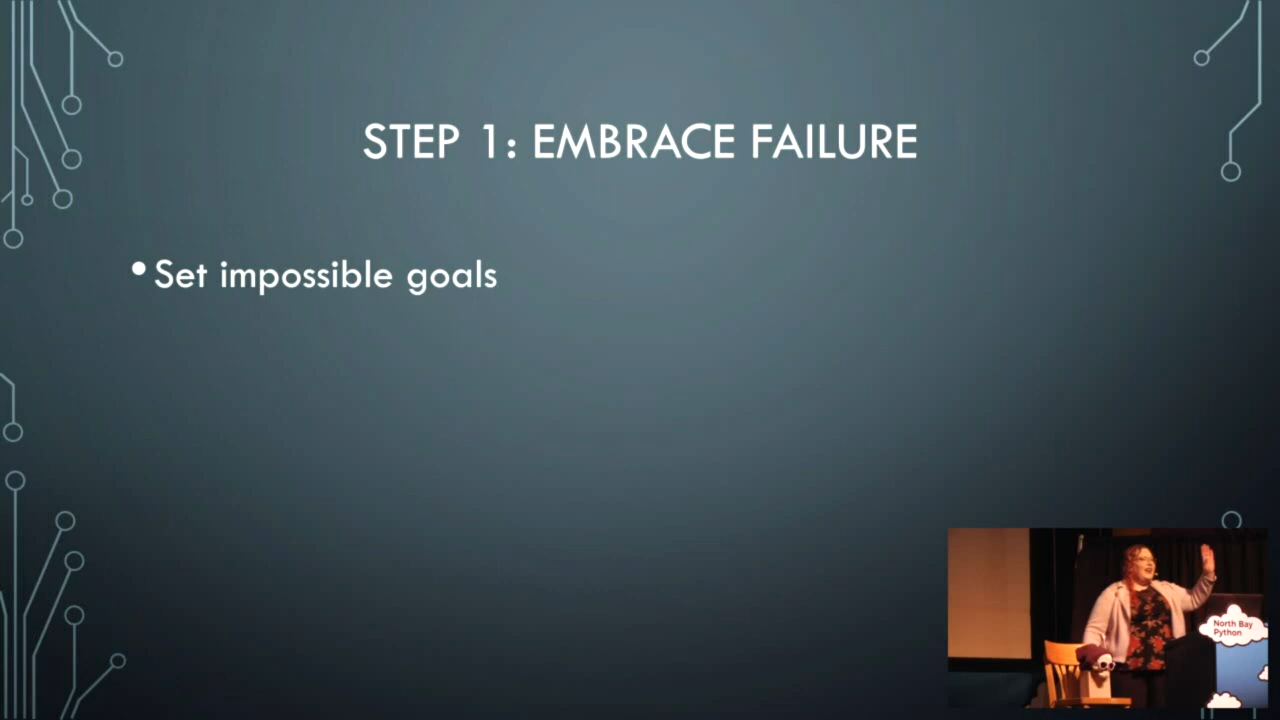 STEP 1: EMBRACE FAILURE
• Set impossible goals
North Bay
Python